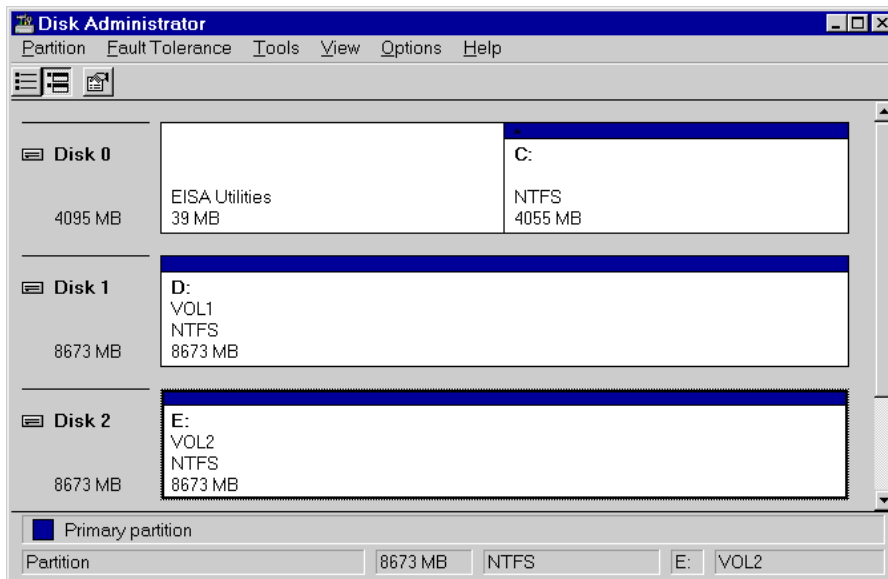 Disk Administrator
Partition Fault Tolerance Tools View Options Help
Disk 0
4095 MB
EISA Utilities
39 MB
C:
NTFS
4055 MB
Disk 1
8673 MB
D:
VOL1
NTFS
8673 MB
Disk 2
8673 MB
E:
VOL2
NTFS
8673 MB
Primary partition
Partition 8673 MB NTFS E: VOL2